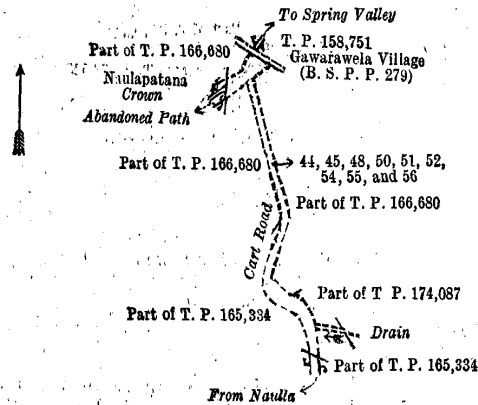 To Spring Valley
Part of T. P. 166,680
T. P. 158,751
Gawarawela Village
(B. S. P. P. 279)
Naulapatana
Crown
Abandoned Path
Part of T. P. 166,680
44, 45, 48, 50, 51, 52,
54, 55, and 56
Part of T. P. 166,680
Cart Road
Part of T P. 174,087
Part of T. P. 165,334
Drain
Part of T. P. 165,334
From Naulla